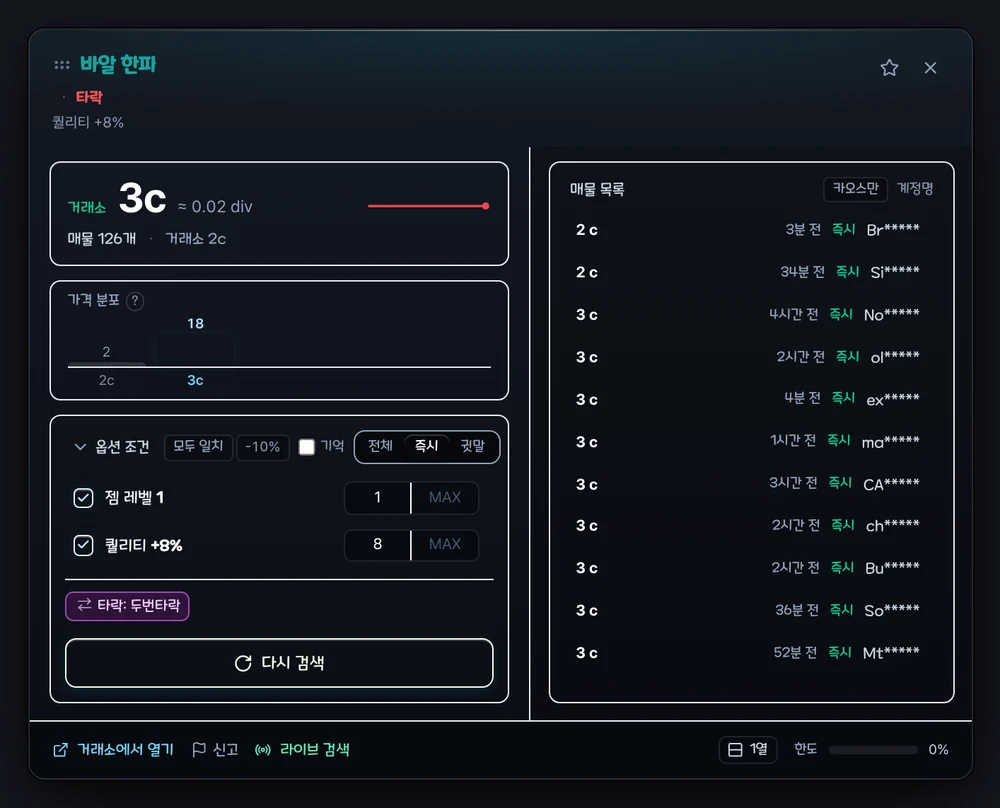 바알 한파
· 타락
퀄리티 +8%
거래소 3c ≈ 0.02 div
매물 126개 · 거래소 2c
가격 분포 ?
18
2
2c 3c
옵션 조건 모두 일치 -10% 기억 전체 즉시 귓말
젬 레벨 1 1 MAX
퀄리티 +8% 8 MAX
타락: 두번타락
다시 검색
매물 목록 카오스만 계정명
2 c 3분 전 즉시 Br*****
2 c 34분 전 즉시 Si*****
3 c 4시간 전 즉시 No*****
3 c 2시간 전 즉시 ol*****
3 c 4분 전 즉시 ex*****
3 c 1시간 전 즉시 ma*****
3 c 3시간 전 즉시 CA*****
3 c 2시간 전 즉시 ch*****
3 c 2시간 전 즉시 Bu*****
3 c 36분 전 즉시 So*****
3 c 52분 전 즉시 Mt*****
거래소에서 열기 신고 라이브 검색 1열 한도 0%